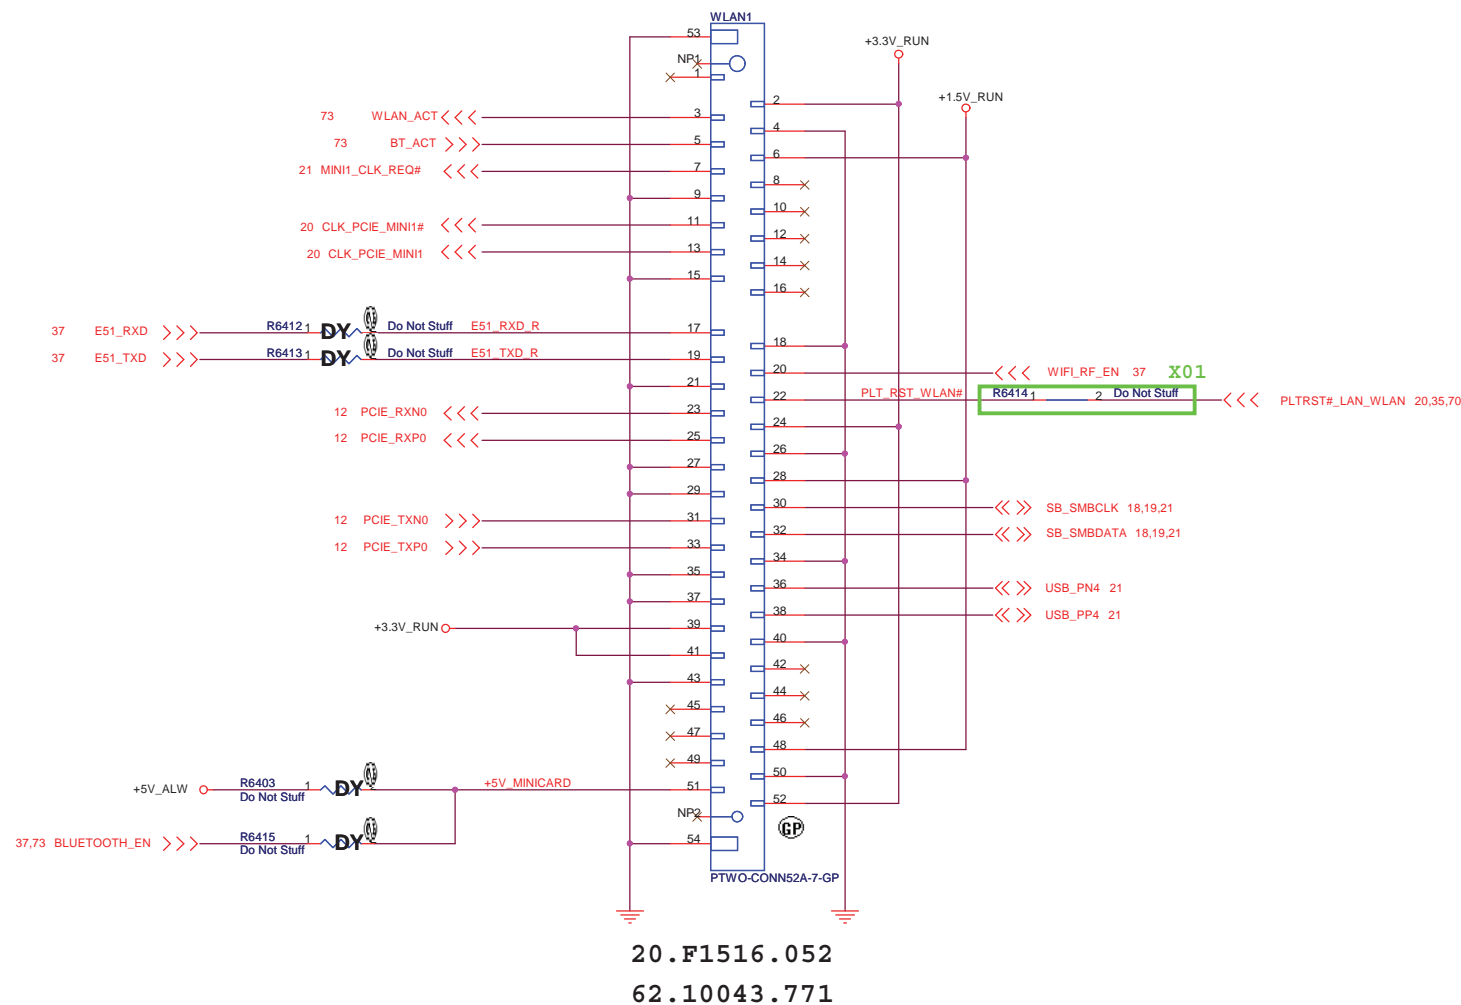 WLAN1
53
+3.3V_RUN
NP1
1
+1.5V_RUN
2
73 WLAN_ACT 3
4
73 BT_ACT 5
6
21 MINI1_CLK_REQ# 7
8
9
10
20 CLK_PCIE_MINI1# 11
12
20 CLK_PCIE_MINI1 13
14
15
16
37 E51_RXD R6412 1 DY Do Not Stuff E51_RXD_R 17
18
37 E51_TXD R6413 1 DY Do Not Stuff E51_TXD_R 19
20 WIFI_RF_EN 37 X01
21
22 PLT_RST_WLAN# R6414 1 2 Do Not Stuff PLTRST#_LAN_WLAN 20,35,70
12 PCIE_RXN0 23
24
12 PCIE_RXP0 25
26
27
28
29
30 SB_SMBCLK 18,19,21
12 PCIE_TXN0 31
32 SB_SMBDATA 18,19,21
12 PCIE_TXP0 33
34
35
36 USB_PN4 21
37
38 USB_PP4 21
+3.3V_RUN 39
40
41
42
43
44
45
46
47
48
49
50
+5V_ALW R6403 1 DY +5V_MINICARD 51
Do Not Stuff
52
NP2
GP
37,73 BLUETOOTH_EN R6415 1 DY 54
Do Not Stuff
PTWO-CONN52A-7-GP
20.F1516.052
62.10043.771